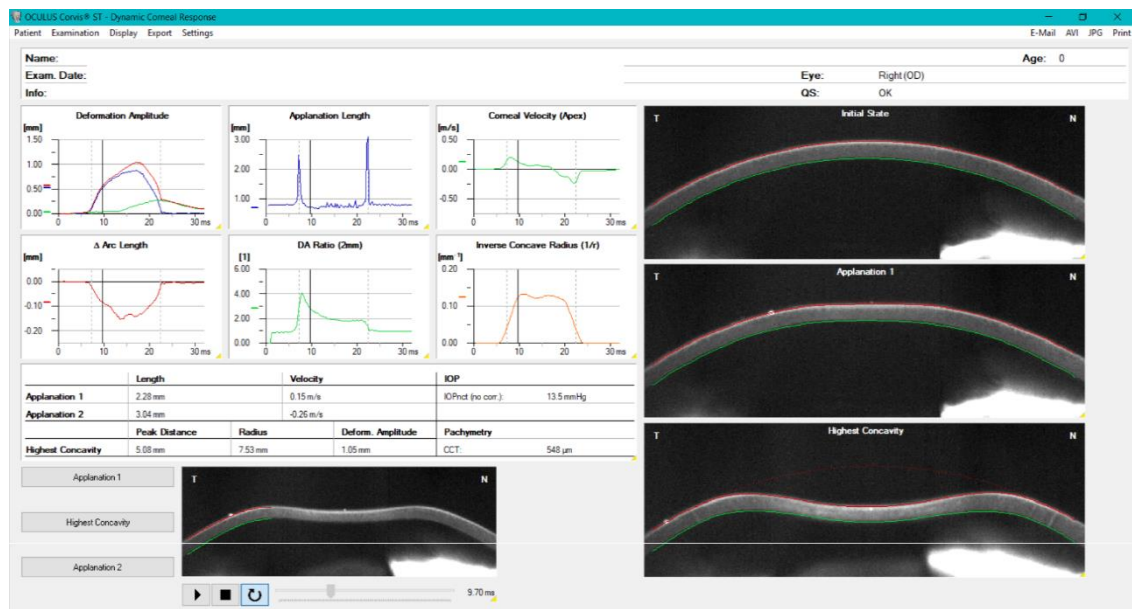 OCULUS Corvis® ST - Dynamic Corneal Response
Patient Examination Display Export Settings E-Mail AVI JPG Print
Name: Age: 0
Exam. Date: Eye: Right (OD)
Info: QS: OK
Deformation Amplitude
[mm]
1.50
1.00
0.50
0.00
0 10 20 30 ms
Applanation Length
[mm]
3.00
2.00
1.00
0 10 20 30 ms
Corneal Velocity (Apex)
[m/s]
0.50
0.00
-0.50
0 10 20 30 ms
Δ Arc Length
[mm]
0.00
-0.10
-0.20
0 10 20 30 ms
DA Ratio (2mm)
[1]
6.00
4.00
2.00
0.00
0 10 20 30 ms
Inverse Concave Radius (1/r)
[mm⁻¹]
0.20
0.10
0.00
0 10 20 30 ms
Length Velocity IOP
Applanation 1 2.28 mm 0.15 m/s IOPnct (no corr.): 13.5 mmHg
Applanation 2 3.04 mm -0.26 m/s
Peak Distance Radius Deform. Amplitude Pachymetry
Highest Concavity 5.08 mm 7.53 mm 1.05 mm CCT: 548 µm
Applanation 1
Highest Concavity
Applanation 2
T N
9.70 ms
T Initial State N
T Applanation 1 N
T Highest Concavity N